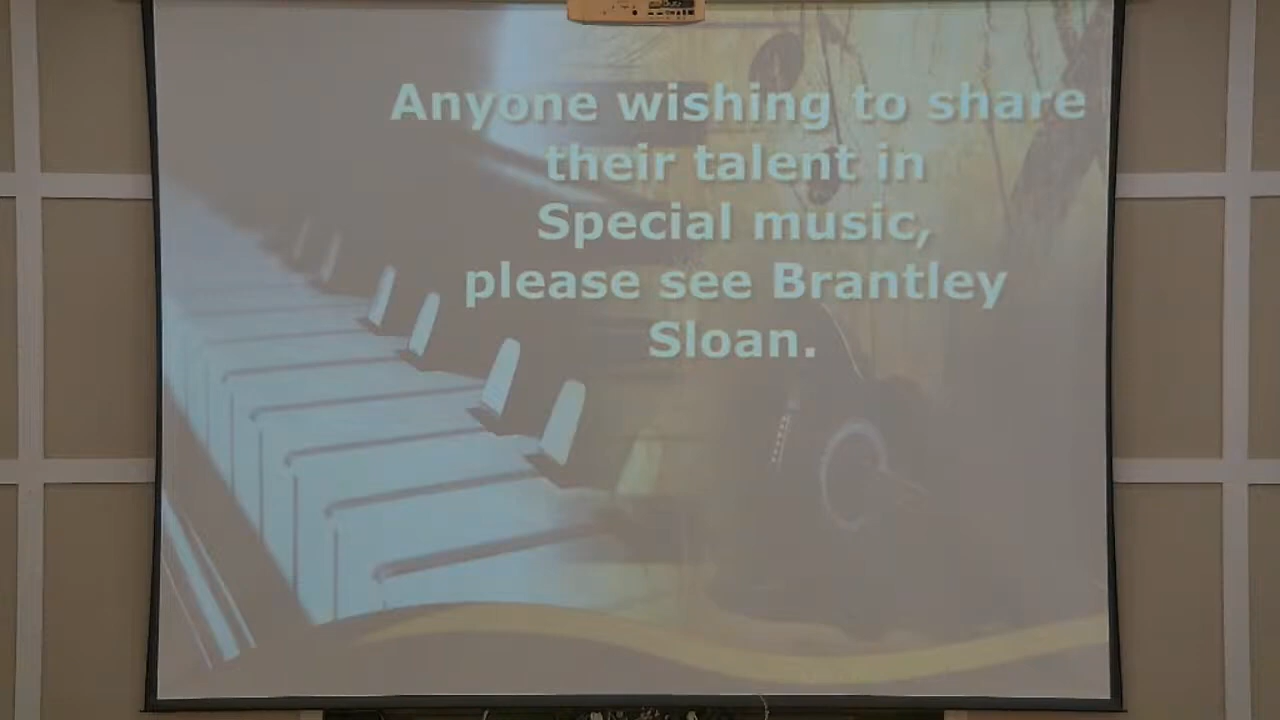 Anyone wishing to share
their talent in
Special music,
please see Brantley
Sloan.